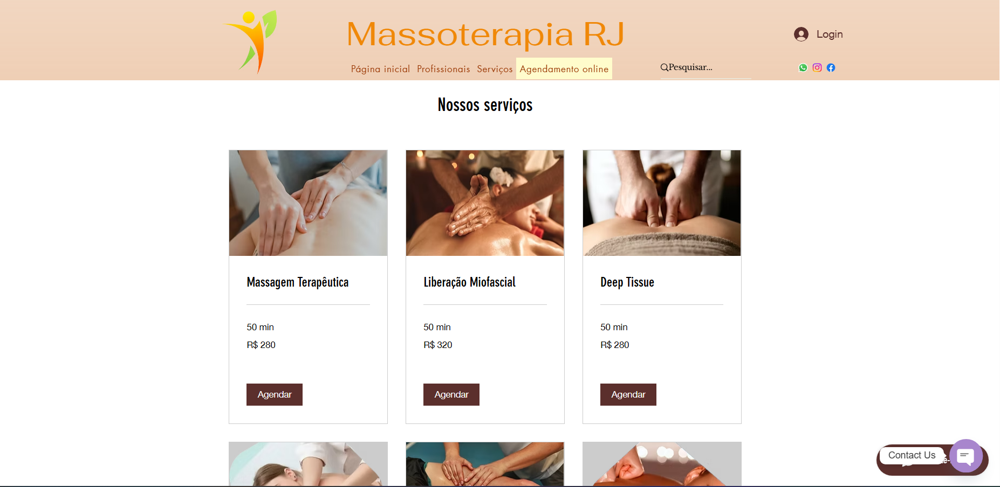 Massoterapia RJ
Login
Página inicial Profissionais Serviços Agendamento online
Pesquisar...
Nossos serviços
Massagem Terapêutica
50 min
R$ 280
Agendar
Liberação Miofascial
50 min
R$ 320
Agendar
Deep Tissue
50 min
R$ 280
Agendar
Contact Us